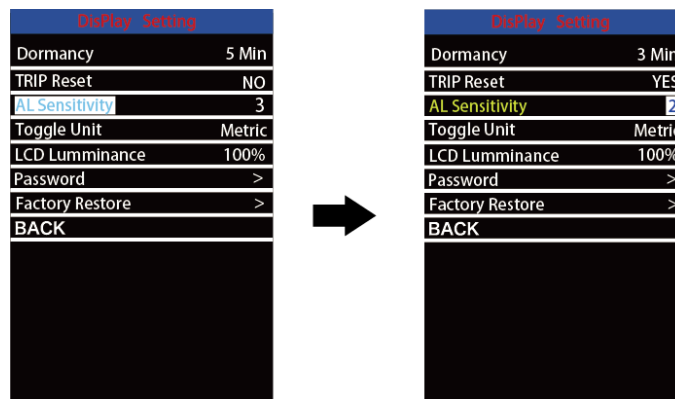 DisPlay Setting
Dormancy 5 Min
TRIP Reset NO
AL Sensitivity 3
Toggle Unit Metric
LCD Lumminance 100%
Password >
Factory Restore >
BACK
DisPlay Setting
Dormancy 3 Min
TRIP Reset YES
AL Sensitivity 2
Toggle Unit Metric
LCD Lumminance 100%
Password >
Factory Restore >
BACK